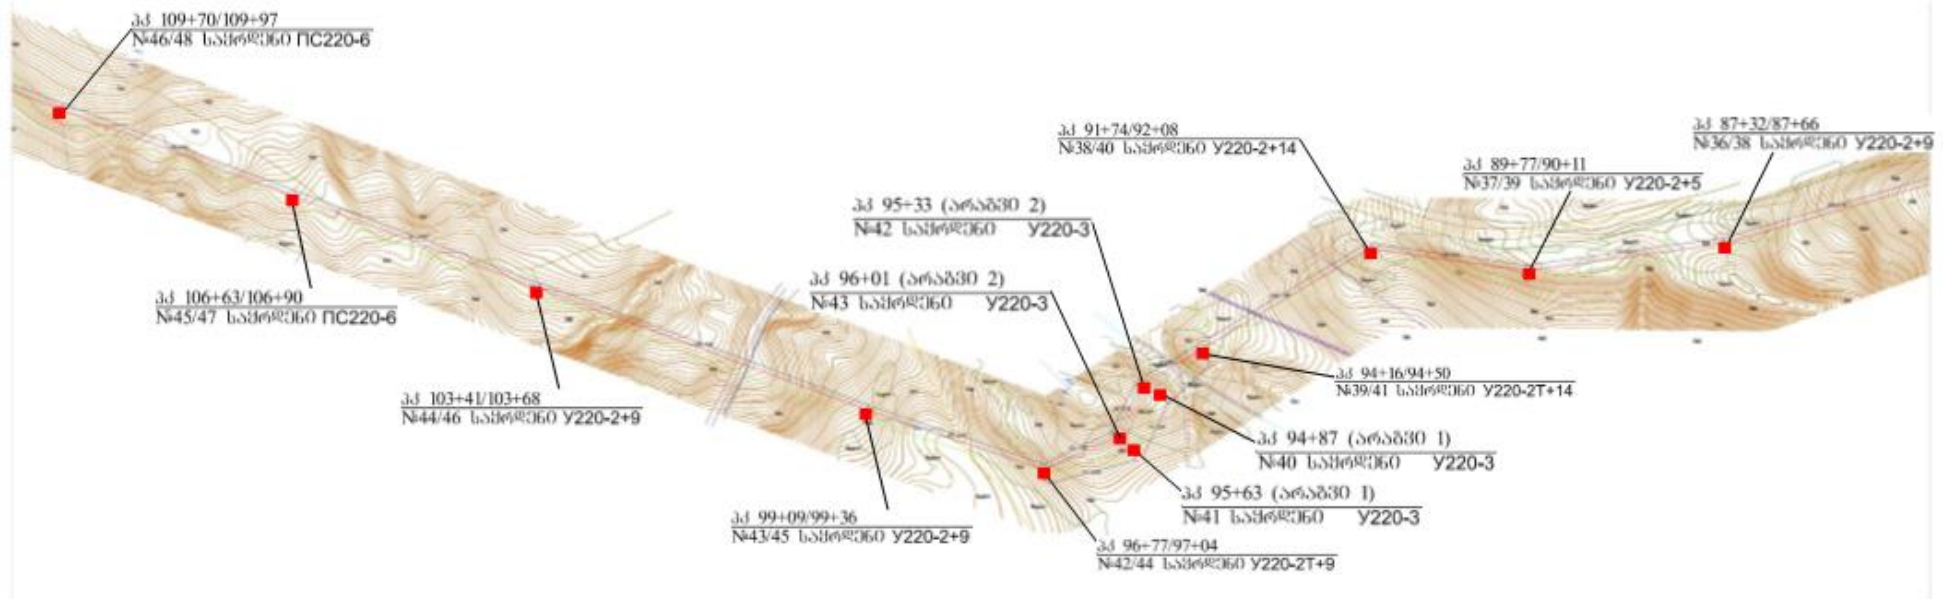 პკ 109+70/109+97
№46/48 საყრდენი ПС220-6
პკ 106+63/106+90
№45/47 საყრდენი ПС220-6
პკ 103+41/103+68
№44/46 საყრდენი У220-2+9
პკ 99+09/99+36
№43/45 საყრდენი У220-2+9
პკ 96+77/97+04
№42/44 საყრდენი У220-2Т+9
პკ 96+01 (არაგვი 2)
№43 საყრდენი У220-3
პკ 95+33 (არაგვი 2)
№42 საყრდენი У220-3
პკ 95+63 (არაგვი 1)
№41 საყრდენი У220-3
პკ 94+87 (არაგვი 1)
№40 საყრდენი У220-3
პკ 94+16/94+50
№39/41 საყრდენი У220-2Т+14
პკ 91+74/92+08
№38/40 საყრდენი У220-2+14
პკ 89+77/90+11
№37/39 საყრდენი У220-2+5
პკ 87+32/87+66
№36/38 საყრდენი У220-2+9